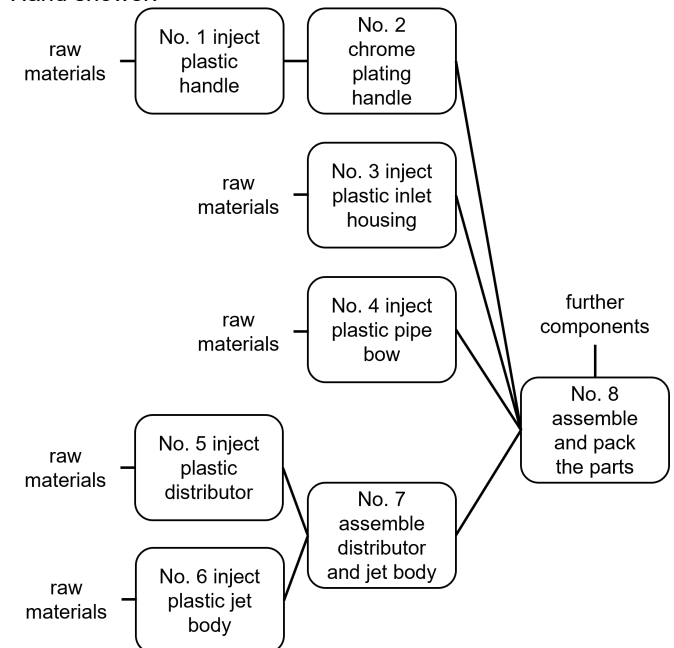 raw
materials
No. 1 inject
plastic
handle
No. 2
chrome
plating
handle
raw
materials
No. 3 inject
plastic inlet
housing
raw
materials
No. 4 inject
plastic pipe
bow
further
components
No. 8
assemble
and pack
the parts
raw
materials
No. 5 inject
plastic
distributor
No. 7
assemble
distributor
and jet body
raw
materials
No. 6 inject
plastic jet
body